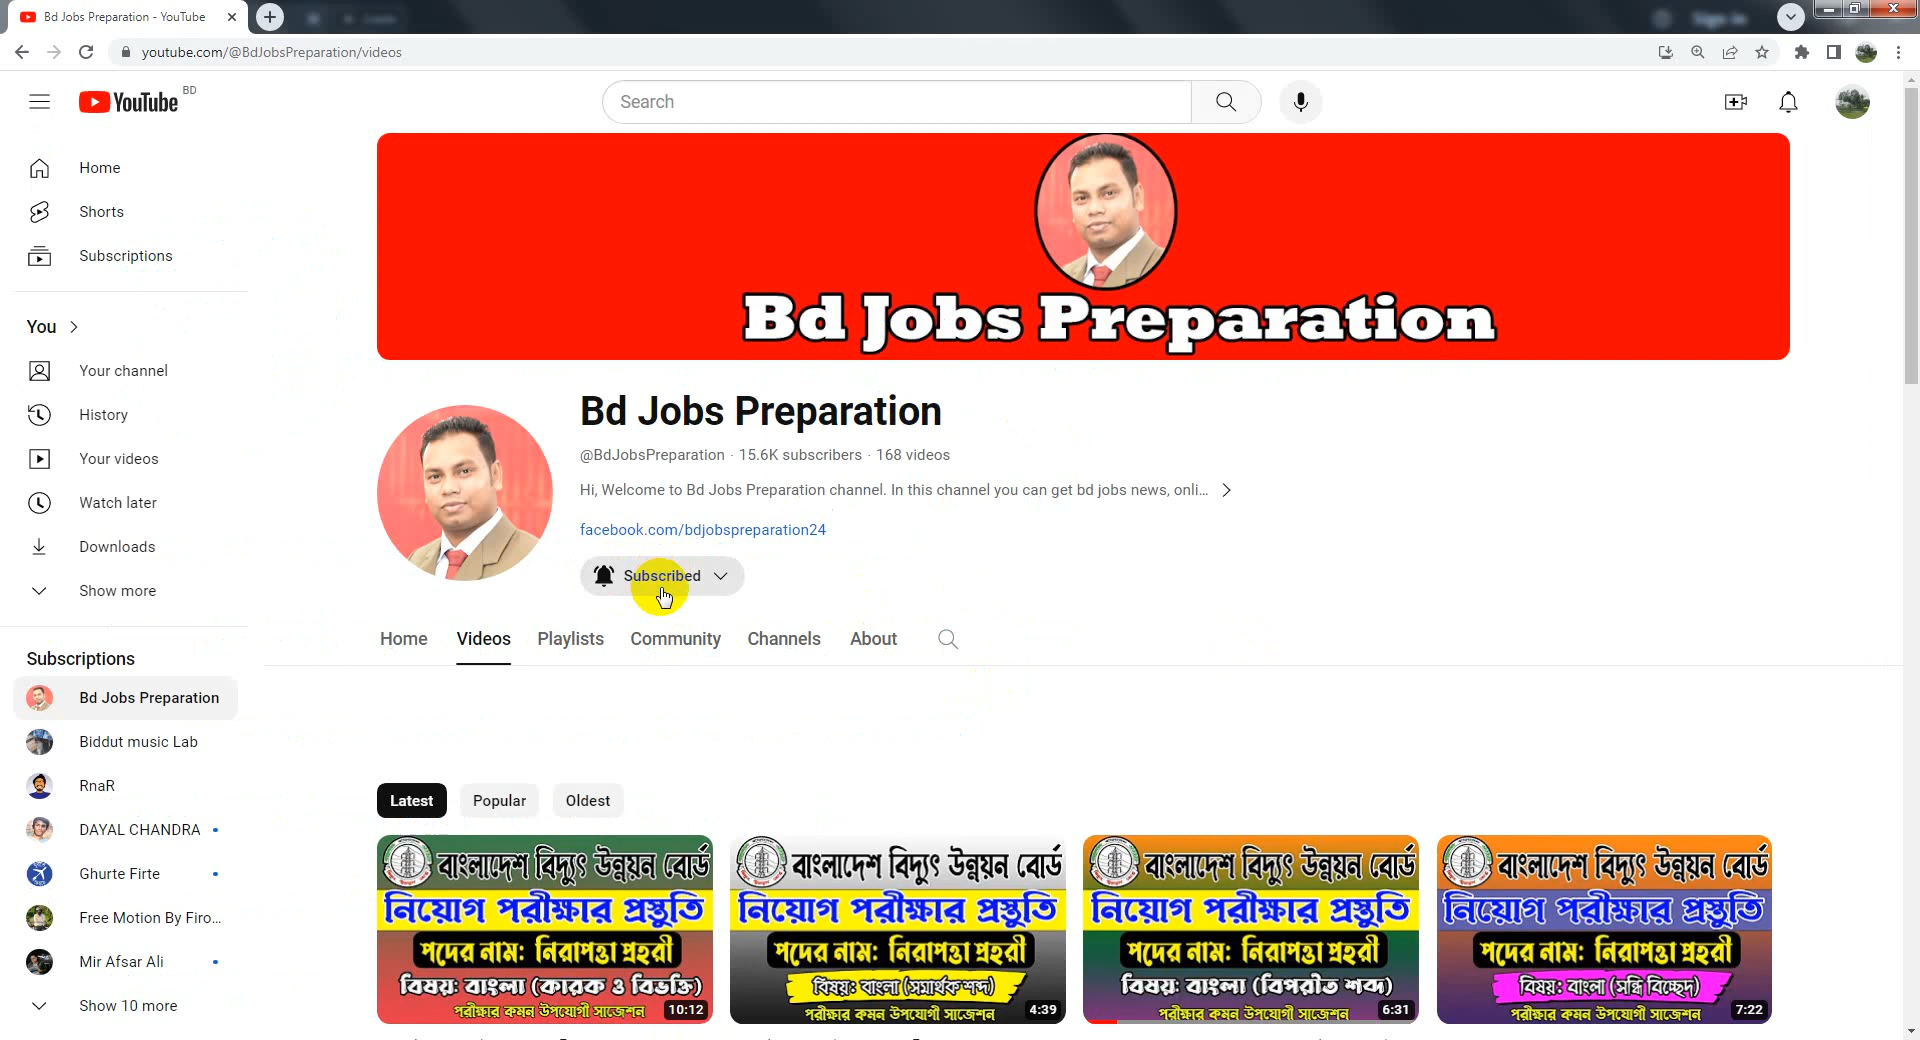 Bd Jobs Preparation - YouTube
youtube.com/@BdJobsPreparation/videos
YouTube BD
Search
Home
Shorts
Subscriptions
You
Your channel
History
Your videos
Watch later
Downloads
Show more
Subscriptions
Bd Jobs Preparation
Biddut music Lab
RnaR
DAYAL CHANDRA
Ghurte Firte
Free Motion By Firo...
Mir Afsar Ali
Show 10 more
Bd Jobs Preparation
Bd Jobs Preparation
@BdJobsPreparation · 15.6K subscribers · 168 videos
Hi, Welcome to Bd Jobs Preparation channel. In this channel you can get bd jobs news, onli...
facebook.com/bdjobspreparation24
Subscribed
Home Videos Playlists Community Channels About
Latest Popular Oldest
বাংলাদেশ বিদ্যুৎ উন্নয়ন বোর্ড
নিয়োগ পরীক্ষার প্রস্তুতি
পদের নাম: নিরাপত্তা প্রহরী
বিষয়: বাংলা (কারক ও বিভক্তি)
পরীক্ষার কমন উপযোগী সাজেশন
10:12
বাংলাদেশ বিদ্যুৎ উন্নয়ন বোর্ড
নিয়োগ পরীক্ষার প্রস্তুতি
পদের নাম: নিরাপত্তা প্রহরী
বিষয়: বাংলা (সমার্থক শব্দ)
পরীক্ষার কমন উপযোগী সাজেশন
4:39
বাংলাদেশ বিদ্যুৎ উন্নয়ন বোর্ড
নিয়োগ পরীক্ষার প্রস্তুতি
পদের নাম: নিরাপত্তা প্রহরী
বিষয়: বাংলা (বিপরীত শব্দ)
পরীক্ষার কমন উপযোগী সাজেশন
6:31
বাংলাদেশ বিদ্যুৎ উন্নয়ন বোর্ড
নিয়োগ পরীক্ষার প্রস্তুতি
পদের নাম: নিরাপত্তা প্রহরী
বিষয়: বাংলা (সন্ধি বিচ্ছেদ)
পরীক্ষার কমন উপযোগী সাজেশন
7:22